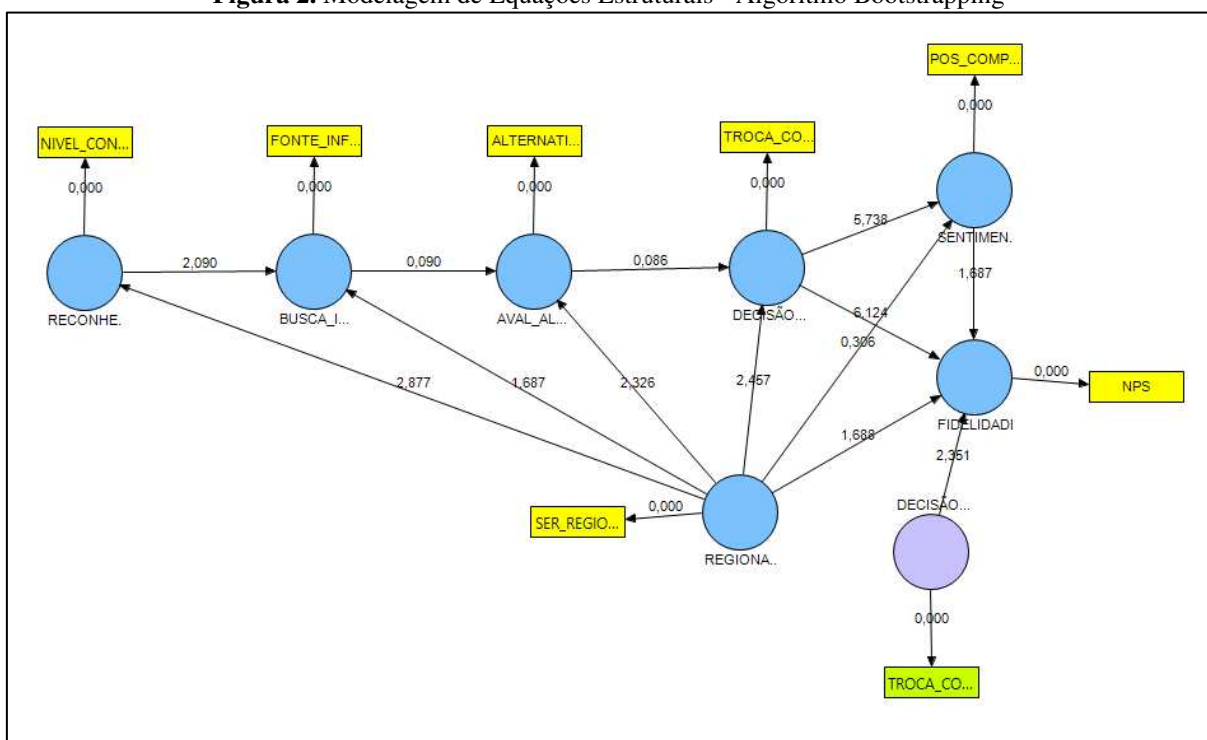 Figura 2. Modelagem de Equações Estruturais - Algoritmo Bootstrapping
POS_COMP...
0,000
NIVEL_CON...
FONTE_INF...
ALTERNATI...
TROCA_CO...
0,000
0,000
0,000
0,000
5,738
SENTIMEN.
2,090
0,090
0,086
1,687
RECONHE.
BUSCA_I...
AVAL_AL...
DECISÃO...
6,124
0,306
2,877
1,687
2,326
2,457
0,000
NPS
1,688
FIDELIDADI
2,351
SER_REGIO...
0,000
DECISÃO...
REGIONA..
0,000
TROCA_CO...